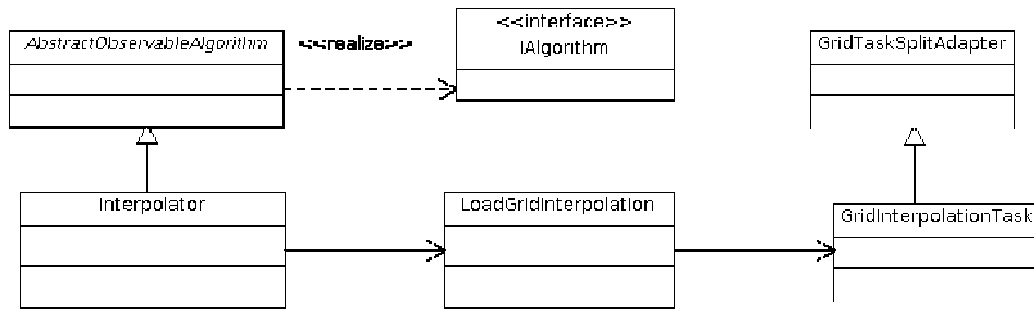 <<interface>>
AbstractObservableAlgorithm
<<realize>>
IAlgorithm
GridTaskSplitAdapter
Interpolator
LoadGridInterpolation
GridInterpolationTask